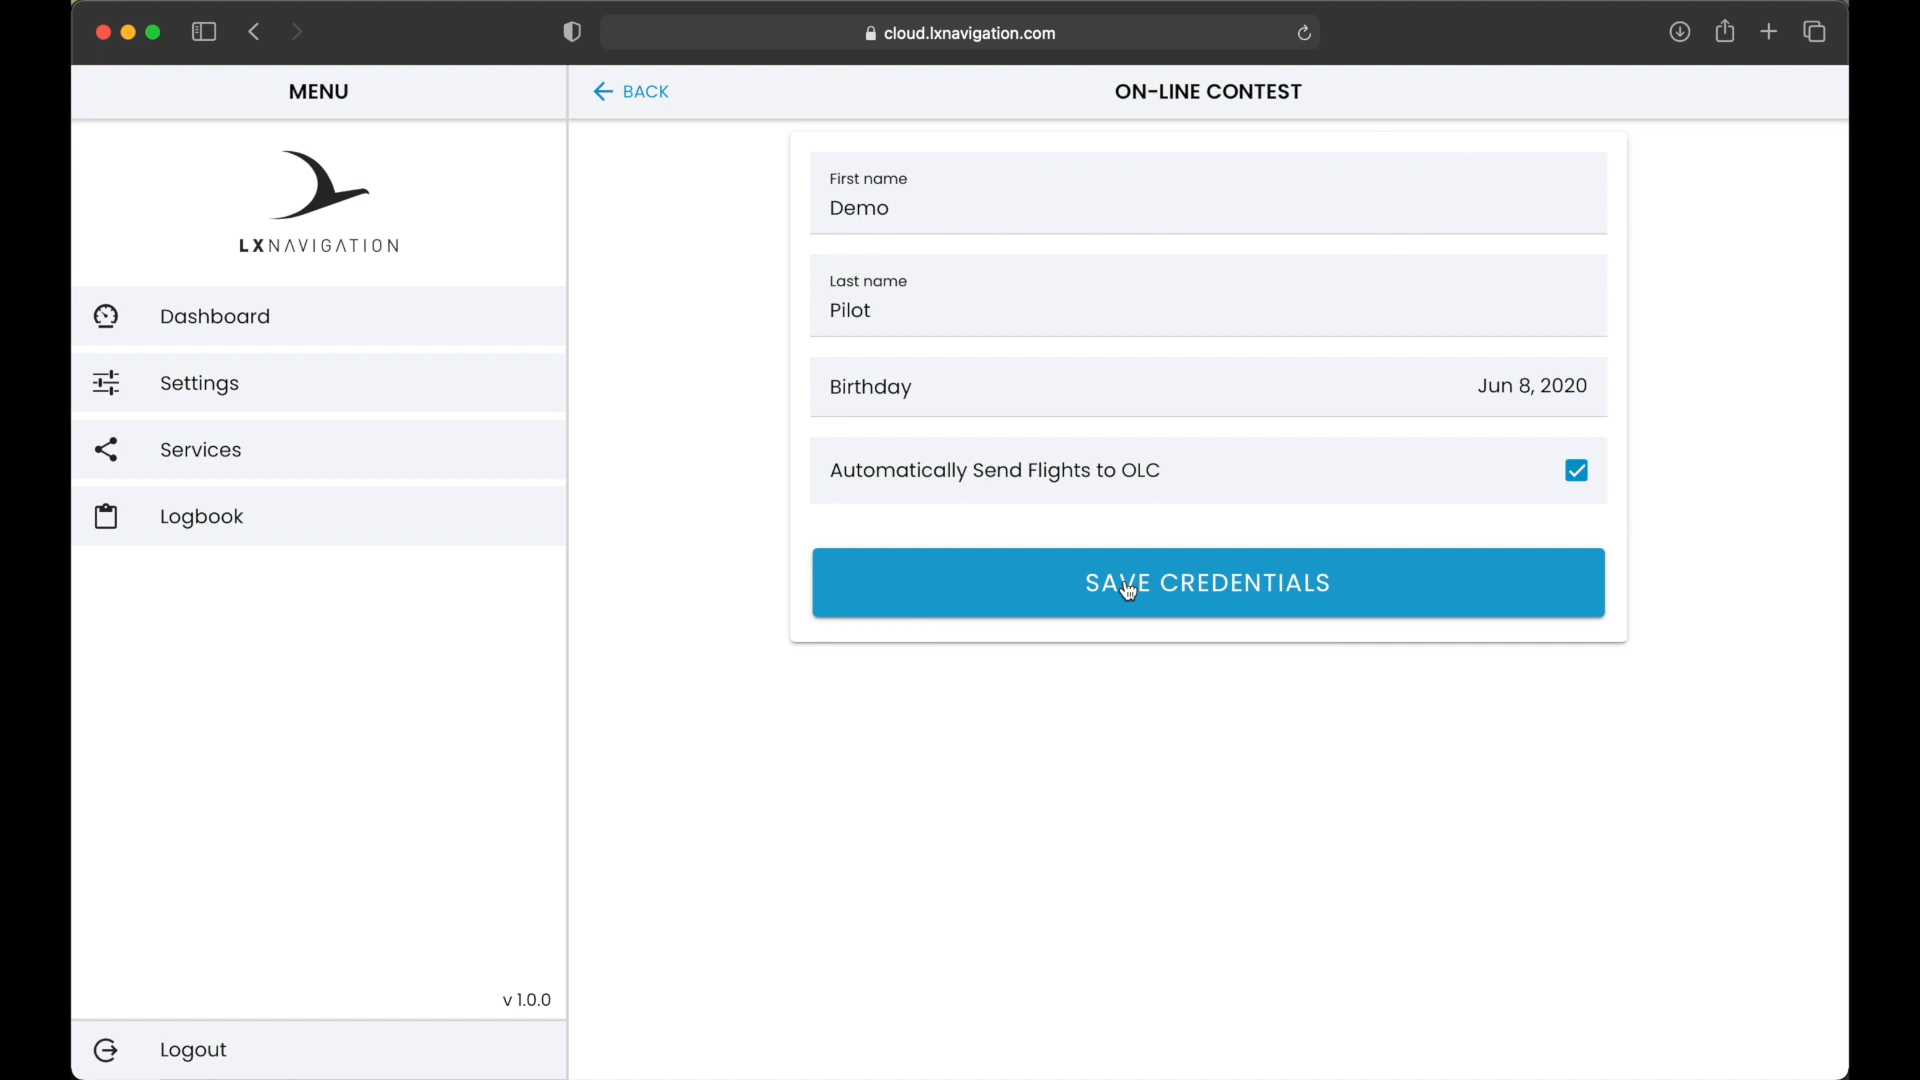 cloud.lxnavigation.com
MENU
BACK
ON-LINE CONTEST
LXNAVIGATION
Dashboard
Settings
Services
Logbook
v 1.0.0
Logout
First name
Demo
Last name
Pilot
Birthday
Jun 8, 2020
Automatically Send Flights to OLC
SAVE CREDENTIALS